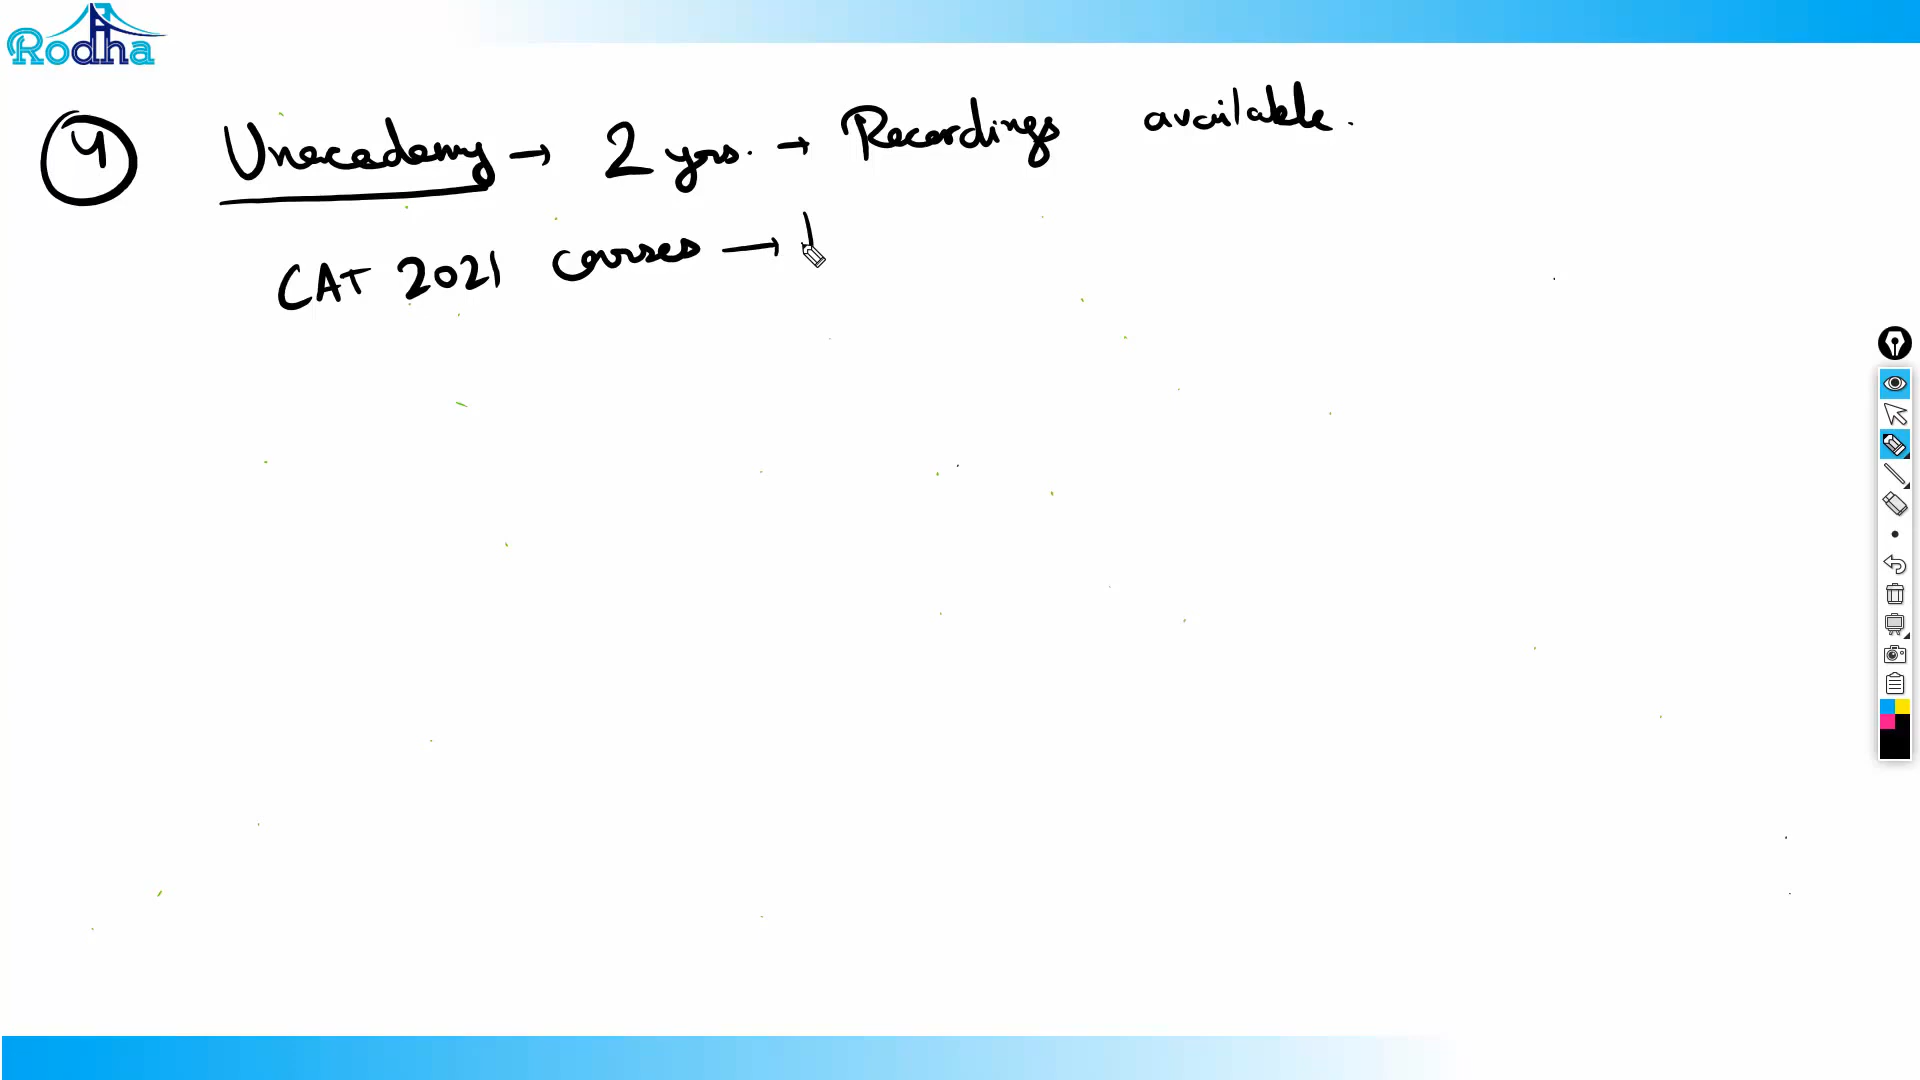 Rodha
4 Unacademy → 2 yrs. → Recordings available.
CAT 2021 courses →